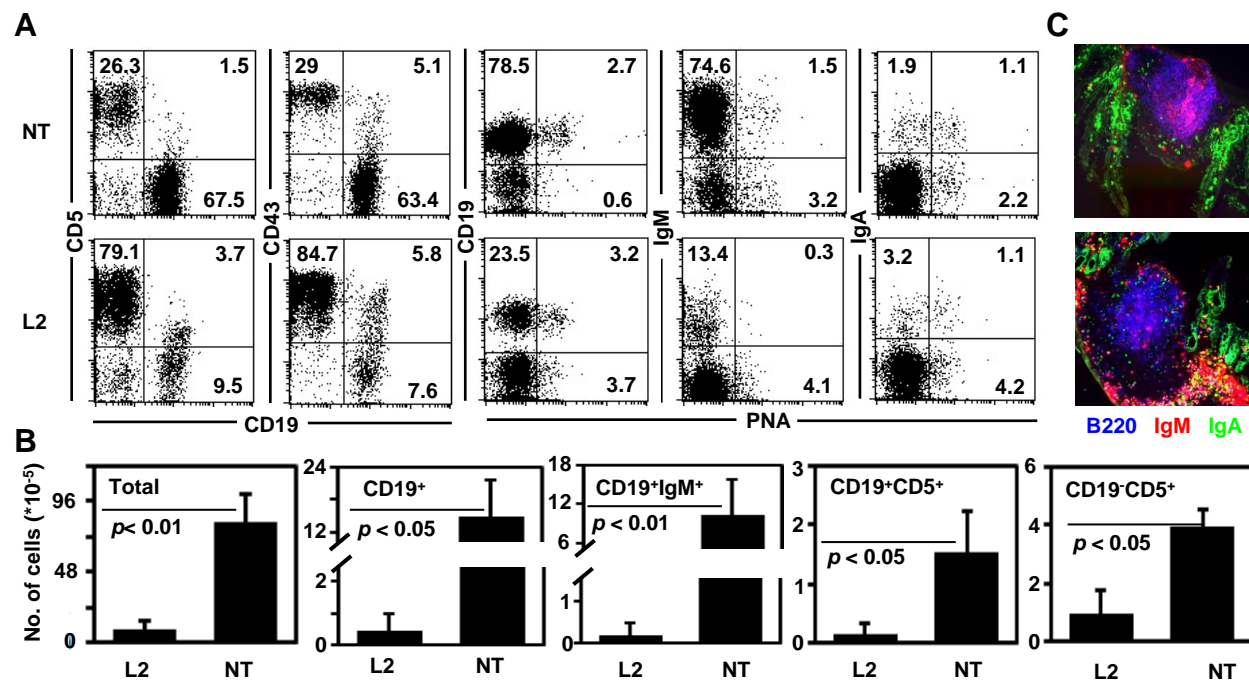 A
C
26.3 1.5 29 5.1 78.5 2.7 74.6 1.5 1.9 1.1
NT
67.5 63.4 0.6 3.2 2.2
CD5 CD43 CD19 IgM IgA
79.1 3.7 84.7 5.8 23.5 3.2 13.4 0.3 3.2 1.1
L2
9.5 7.6 3.7 4.1 4.2
CD19 PNA
B220 IgM IgA
B
No. of cells (*10-5)
96
48
0
Total
p< 0.01
L2 NT
24
12
2
0
CD19+
p < 0.05
L2 NT
18
12
6
1
0
CD19+IgM+
p < 0.01
L2 NT
3
2
1
0
CD19+CD5+
p < 0.05
L2 NT
6
4
2
0
CD19-CD5+
p < 0.05
L2 NT